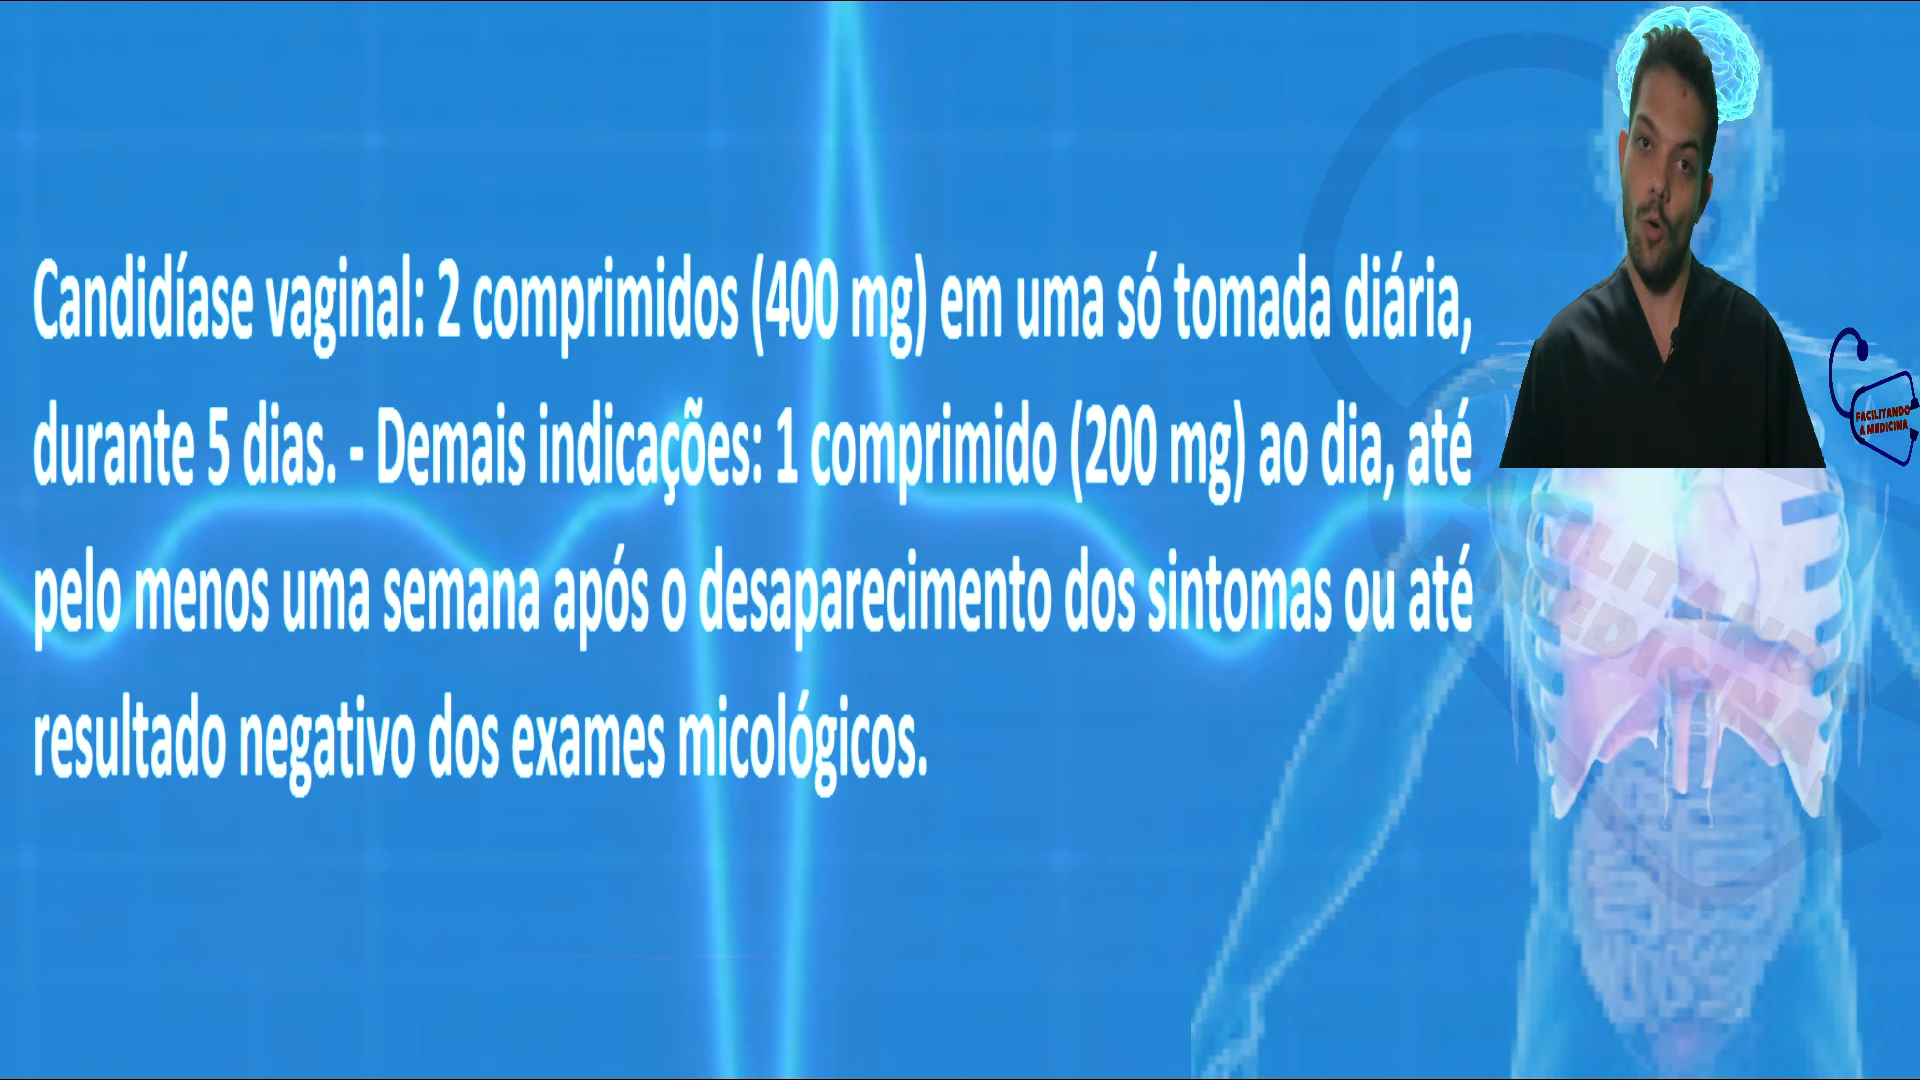 Candidíase vaginal: 2 comprimidos (400 mg) em uma só tomada diária,
durante 5 dias. - Demais indicações: 1 comprimido (200 mg) ao dia, até
pelo menos uma semana após o desaparecimento dos sintomas ou até
resultado negativo dos exames micológicos.
FACILITANDO
A MEDICINA
FACILITANDO
A MEDICINA